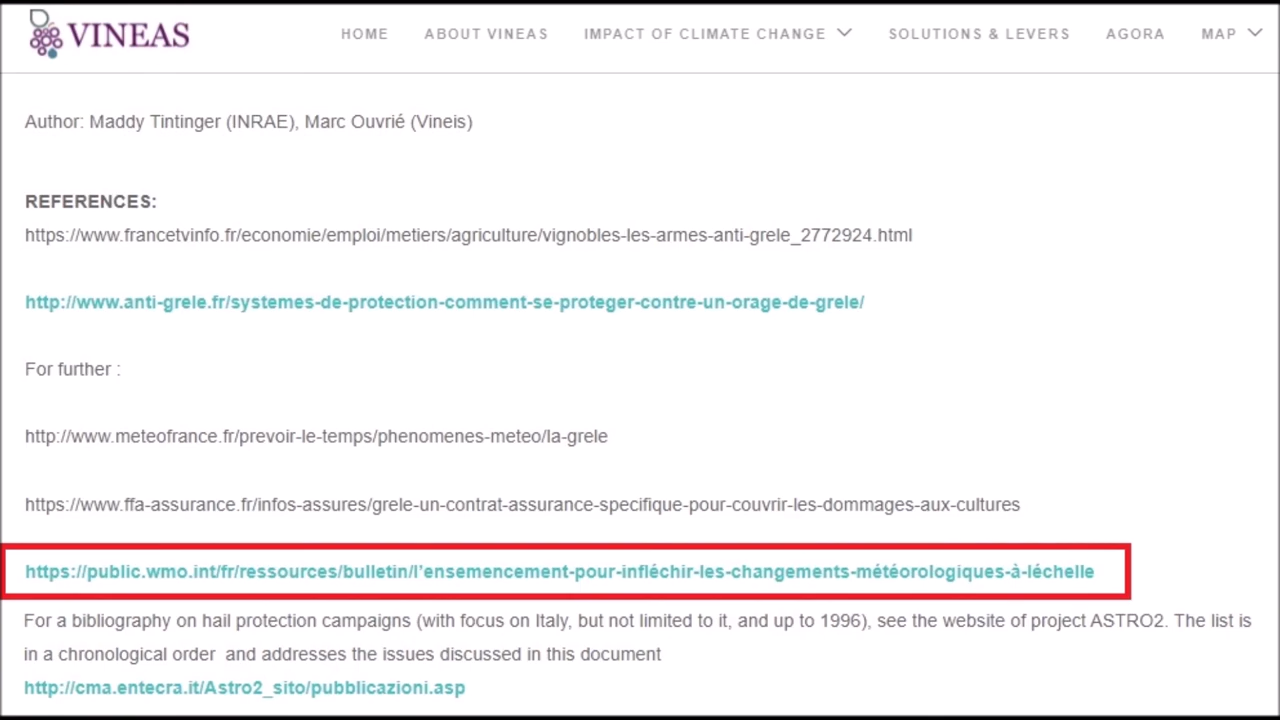 VINEAS
HOME ABOUT VINEAS IMPACT OF CLIMATE CHANGE SOLUTIONS & LEVERS AGORA MAP
Author: Maddy Tintinger (INRAE), Marc Ouvrié (Vineis)
REFERENCES:
https://www.francetvinfo.fr/economie/emploi/metiers/agriculture/vignobles-les-armes-anti-grele_2772924.html
http://www.anti-grele.fr/systemes-de-protection-comment-se-proteger-contre-un-orage-de-grele/
For further :
http://www.meteofrance.fr/prevoir-le-temps/phenomenes-meteo/la-grele
https://www.ffa-assurance.fr/infos-assures/grele-un-contrat-assurance-specifique-pour-couvrir-les-dommages-aux-cultures
https://public.wmo.int/fr/ressources/bulletin/l'ensemencement-pour-infléchir-les-changements-météorologiques-à-léchelle
For a bibliography on hail protection campaigns (with focus on Italy, but not limited to it, and up to 1996), see the website of project ASTRO2. The list is
in a chronological order and addresses the issues discussed in this document
http://cma.entecra.it/Astro2_sito/pubblicazioni.asp